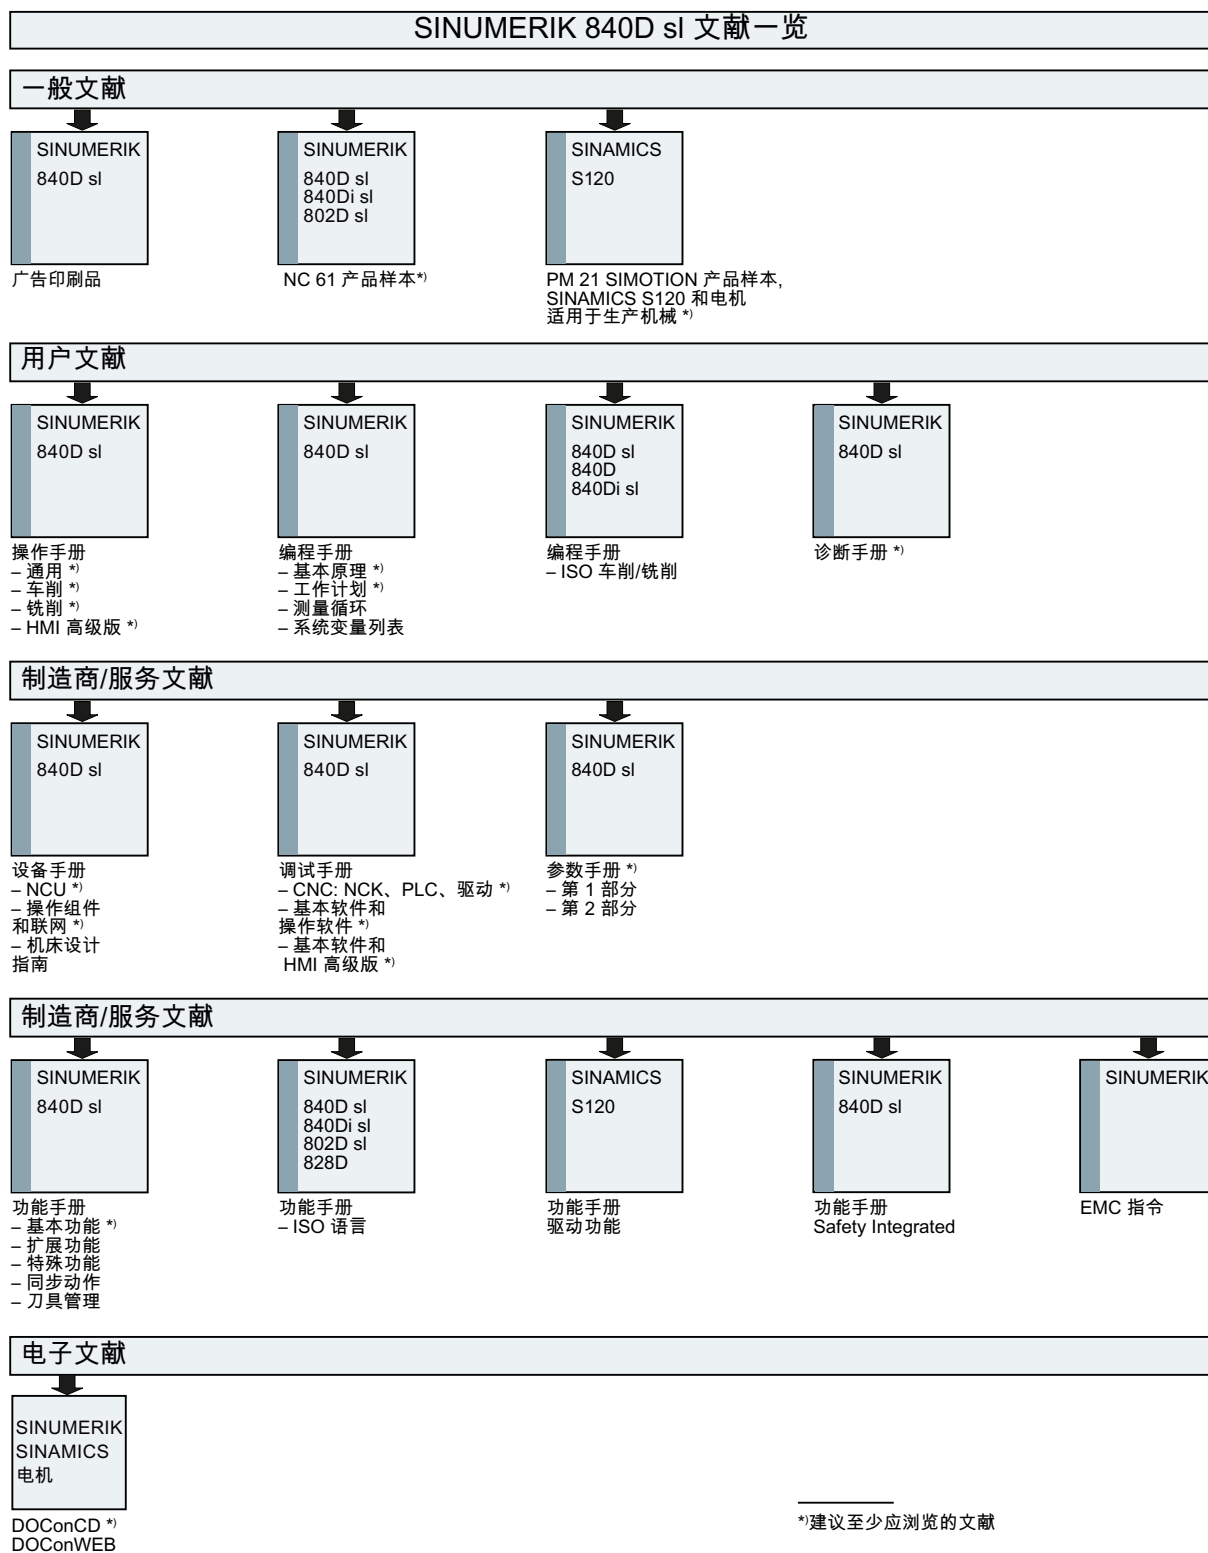 SINUMERIK 840D sl 文献一览
一般文献
SINUMERIK
840D sl
广告印刷品
SINUMERIK
840D sl
840Di sl
802D sl
NC 61 产品样本*)
SINAMICS
S120
PM 21 SIMOTION 产品样本,
SINAMICS S120 和电机
适用于生产机械 *)
用户文献
SINUMERIK
840D sl
操作手册
– 通用 *)
– 车削 *)
– 铣削 *)
– HMI 高级版 *)
SINUMERIK
840D sl
编程手册
– 基本原理 *)
– 工作计划 *)
– 测量循环
– 系统变量列表
SINUMERIK
840D sl
840D
840Di sl
编程手册
– ISO 车削/铣削
SINUMERIK
840D sl
诊断手册 *)
制造商/服务文献
SINUMERIK
840D sl
设备手册
– NCU *)
– 操作组件
和联网 *)
– 机床设计
指南
SINUMERIK
840D sl
调试手册
– CNC: NCK、PLC、驱动 *)
– 基本软件和
操作软件 *)
– 基本软件和
HMI 高级版 *)
SINUMERIK
840D sl
参数手册 *)
– 第 1 部分
– 第 2 部分
制造商/服务文献
SINUMERIK
840D sl
功能手册
– 基本功能 *)
– 扩展功能
– 特殊功能
– 同步动作
– 刀具管理
SINUMERIK
840D sl
840Di sl
802D sl
828D
功能手册
– ISO 语言
SINAMICS
S120
功能手册
驱动功能
SINUMERIK
840D sl
功能手册
Safety Integrated
SINUMERIK
EMC 指令
电子文献
SINUMERIK
SINAMICS
电机
DOConCD *)
DOConWEB
*)建议至少应浏览的文献